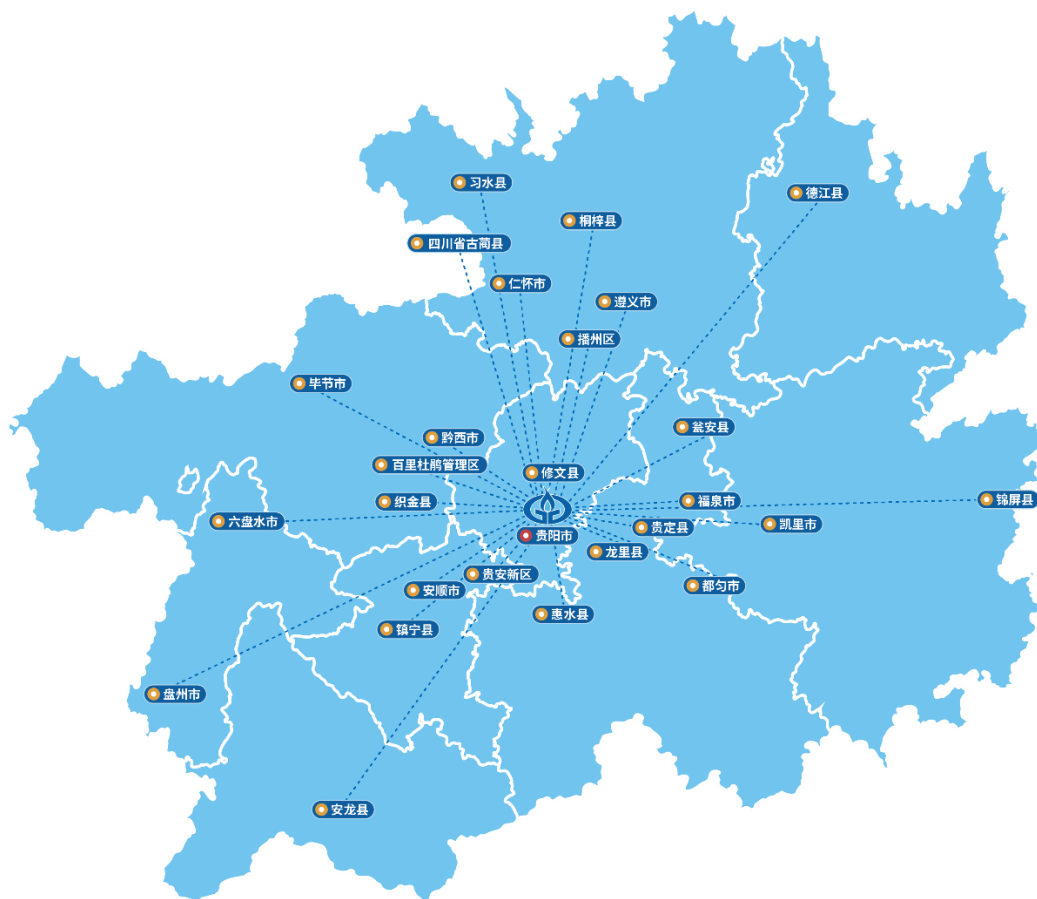 习水县
德江县
桐梓县
四川省古蔺县
仁怀市
遵义市
播州区
毕节市
瓮安县
黔西市
百里杜鹃管理区
修文县
织金县
福泉市
锦屏县
六盘水市
贵定县
凯里市
贵阳市
龙里县
贵安新区
都匀市
安顺市
惠水县
镇宁县
盘州市
安龙县